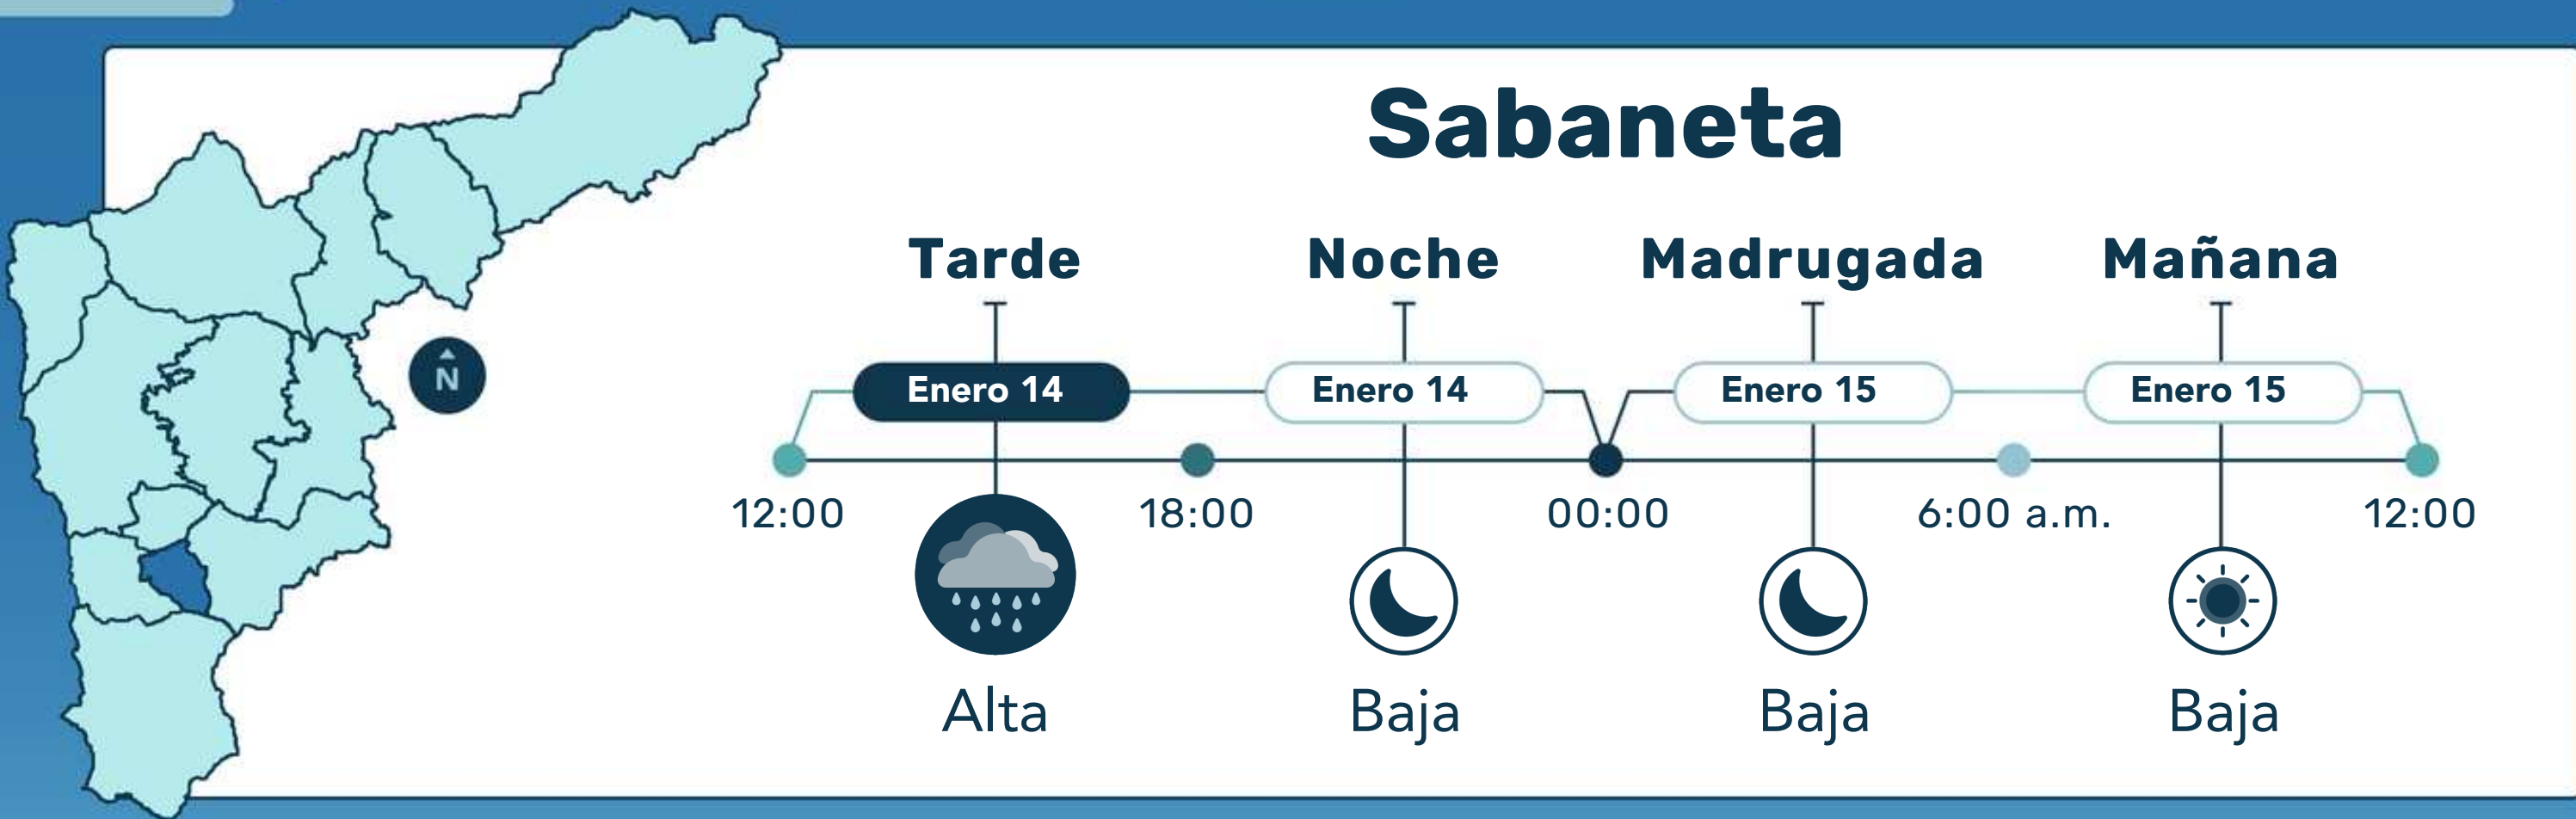 Sabaneta
Tarde Noche Madrugada Mañana
Enero 14 Enero 14 Enero 15 Enero 15
N
12:00 18:00 00:00 6:00 a.m. 12:00
Alta Baja Baja Baja